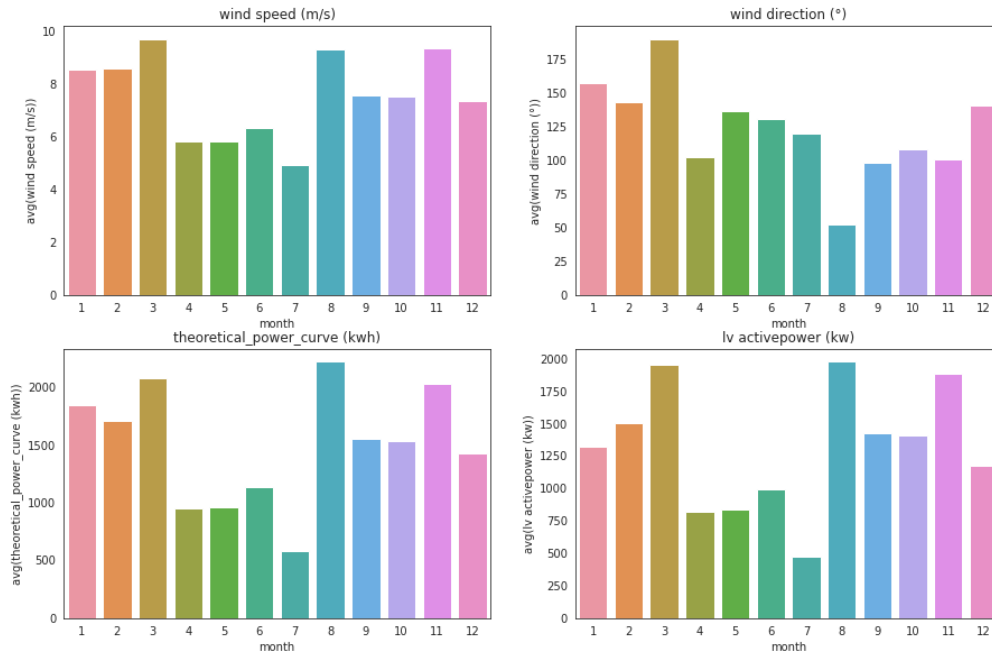 wind speed (m/s)
avg(wind speed (m/s))
10
8
6
4
2
0
1 2 3 4 5 6 7 8 9 10 11 12
month
wind direction (°)
avg(wind direction (°))
175
150
125
100
75
50
25
0
1 2 3 4 5 6 7 8 9 10 11 12
month
theoretical_power_curve (kwh)
avg(theoretical_power_curve (kwh))
2000
1500
1000
500
0
1 2 3 4 5 6 7 8 9 10 11 12
month
lv activepower (kw)
avg(lv activepower (kw))
2000
1750
1500
1250
1000
750
500
250
0
1 2 3 4 5 6 7 8 9 10 11 12
month